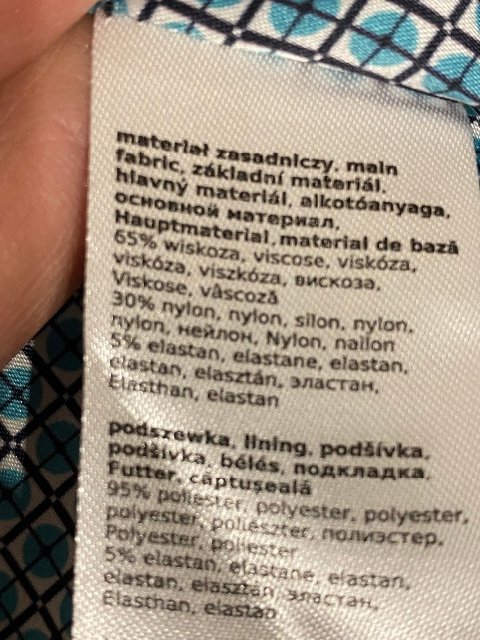 materiał zasadniczy, main
fabric, základní materiál,
hlavný materiál, alkotóanyaga,
основной материал,
Hauptmaterial, material de bază
65% wiskoza, viscose, viskóza,
viskóza, viszkóza, вискоза,
Viskose, vâscoză
30% nylon, nylon, silon, nylon,
nylon, нейлон, Nylon, nailon
5% elastan, elastane, elastan,
elastan, elasztán, эластан,
Elasthan, elastan
podszewka, lining, podšívka,
podšívka, bélés, подкладка,
Futter, căptușeală
95% poliester, polyester, polyester,
polyester, poliészter, полиэстер,
Polyester, poliester
5% elastan, elastane, elastan,
elastan, elasztán, эластан,
Elasthan, elastan